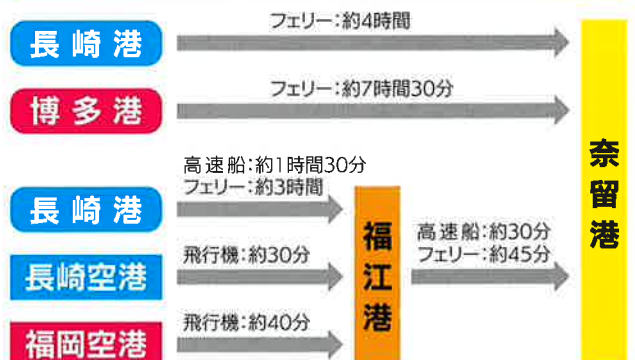 フェリー:約4時間
長崎港
フェリー:約7時間30分
博多港
奈留港
高速船:約1時間30分
フェリー:約3時間
長崎港
福江港
高速船:約30分
フェリー:約45分
飛行機:約30分
長崎空港
飛行機:約40分
福岡空港